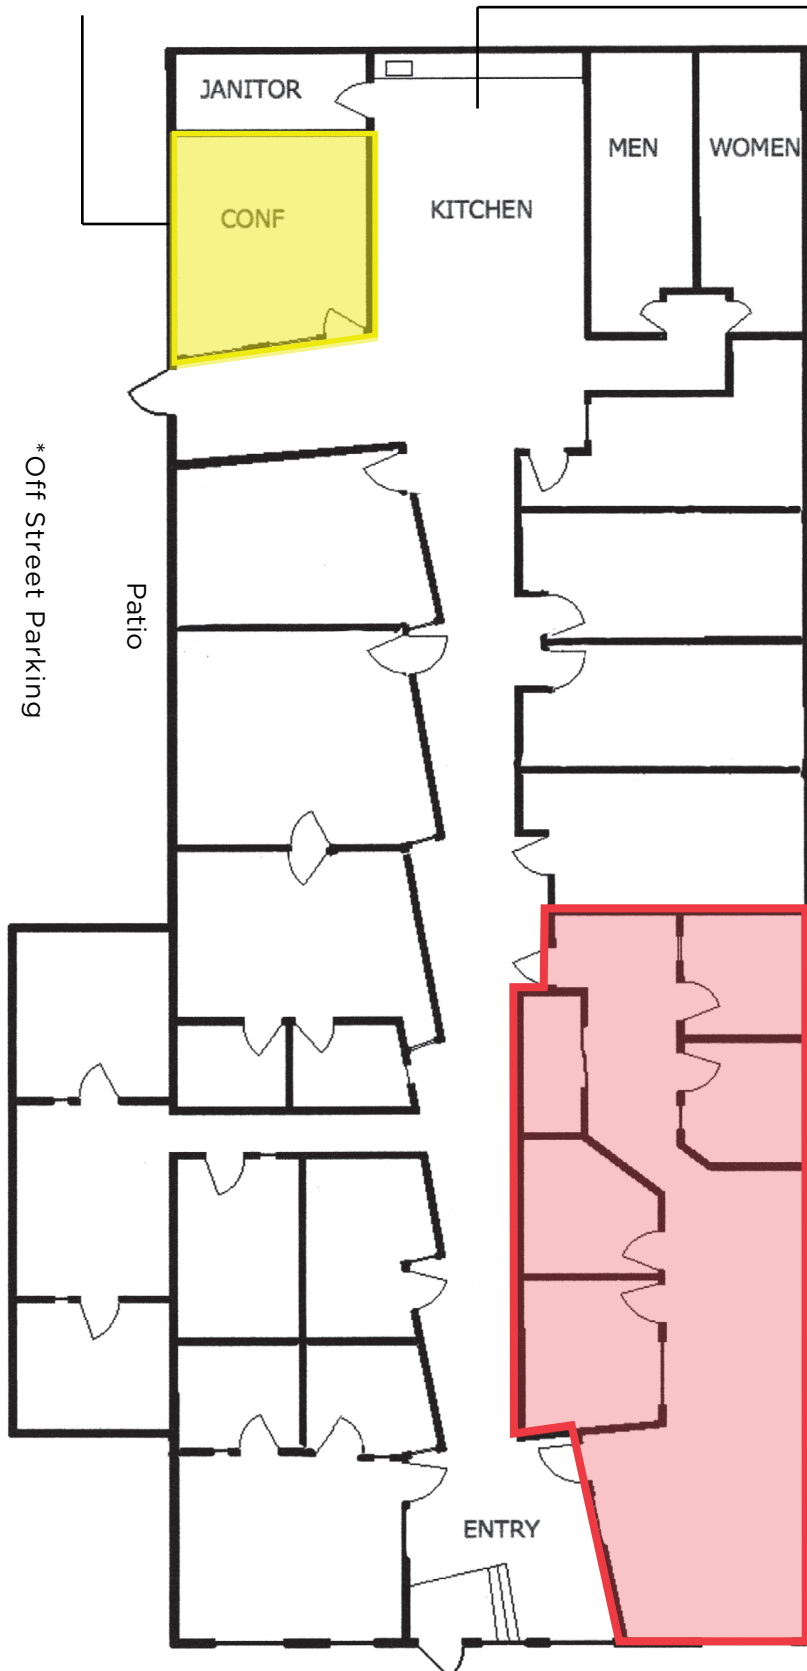 JANITOR
MEN
WOMEN
CONF
KITCHEN
*Off Street Parking
Patio
ENTRY